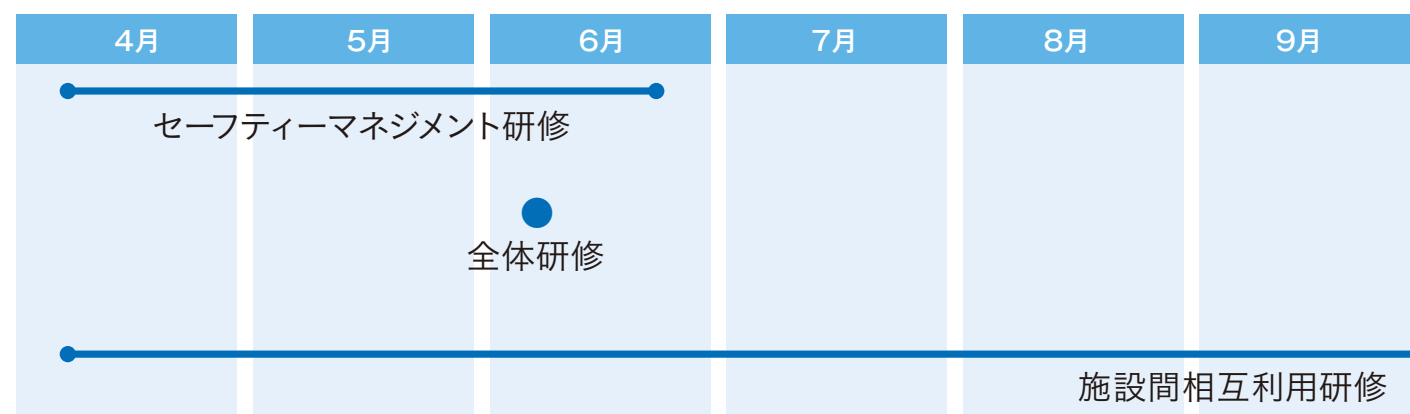 4月 5月 6月 7月 8月 9月
セーフティーマネジメント研修
全体研修
施設間相互利用研修